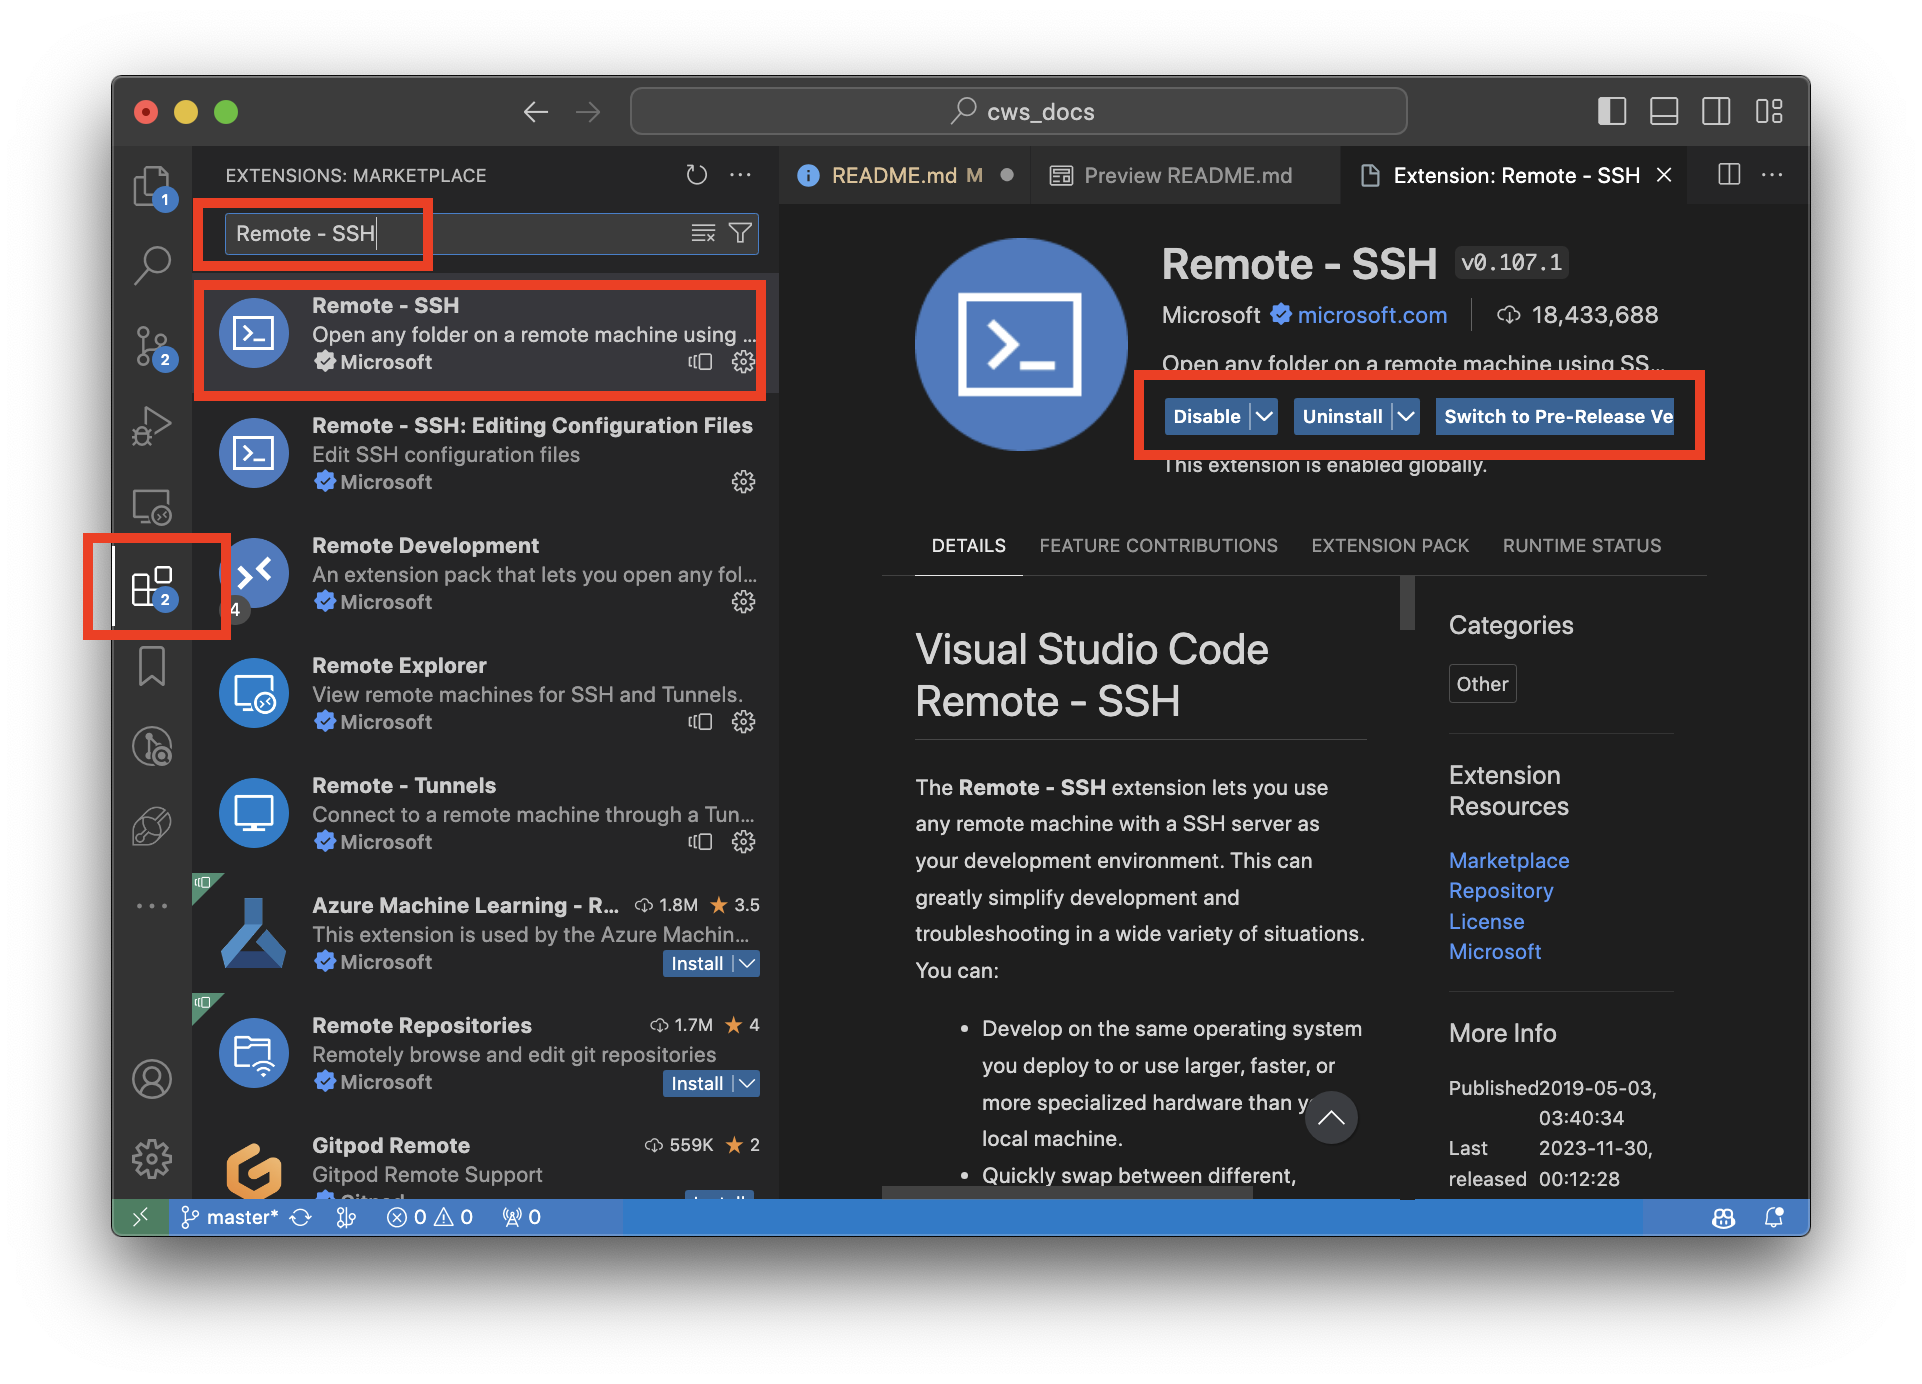 cws_docs
EXTENSIONS: MARKETPLACE
README.md M
Preview README.md
Extension: Remote - SSH
1
2
2
Remote - SSH
Remote - SSH
Open any folder on a remote machine using ...
Microsoft
Remote - SSH: Editing Configuration Files
Edit SSH configuration files
Microsoft
Remote Development
An extension pack that lets you open any fol...
Microsoft
4
Remote Explorer
View remote machines for SSH and Tunnels.
Microsoft
Remote - Tunnels
Connect to a remote machine through a Tun...
Microsoft
Azure Machine Learning - R... 1.8M 3.5
This extension is used by the Azure Machin...
Microsoft
Install
Remote Repositories 1.7M 4
Remotely browse and edit git repositories
Microsoft
Install
Gitpod Remote 559K 2
Gitpod Remote Support
Gitpod
Install
Remote - SSH v0.107.1
Microsoft microsoft.com 18,433,688
Open any folder on a remote machine using SS...
Disable Uninstall Switch to Pre-Release Ve
This extension is enabled globally.
DETAILS FEATURE CONTRIBUTIONS EXTENSION PACK RUNTIME STATUS
Visual Studio Code
Remote - SSH
The Remote - SSH extension lets you use
any remote machine with a SSH server as
your development environment. This can
greatly simplify development and
troubleshooting in a wide variety of situations.
You can:
• Develop on the same operating system
you deploy to or use larger, faster, or
more specialized hardware than y
local machine.
• Quickly swap between different,
Categories
Other
Extension
Resources
Marketplace
Repository
License
Microsoft
More Info
Published 2019-05-03,
03:40:34
Last 2023-11-30,
released 00:12:28
master* 0 0 0